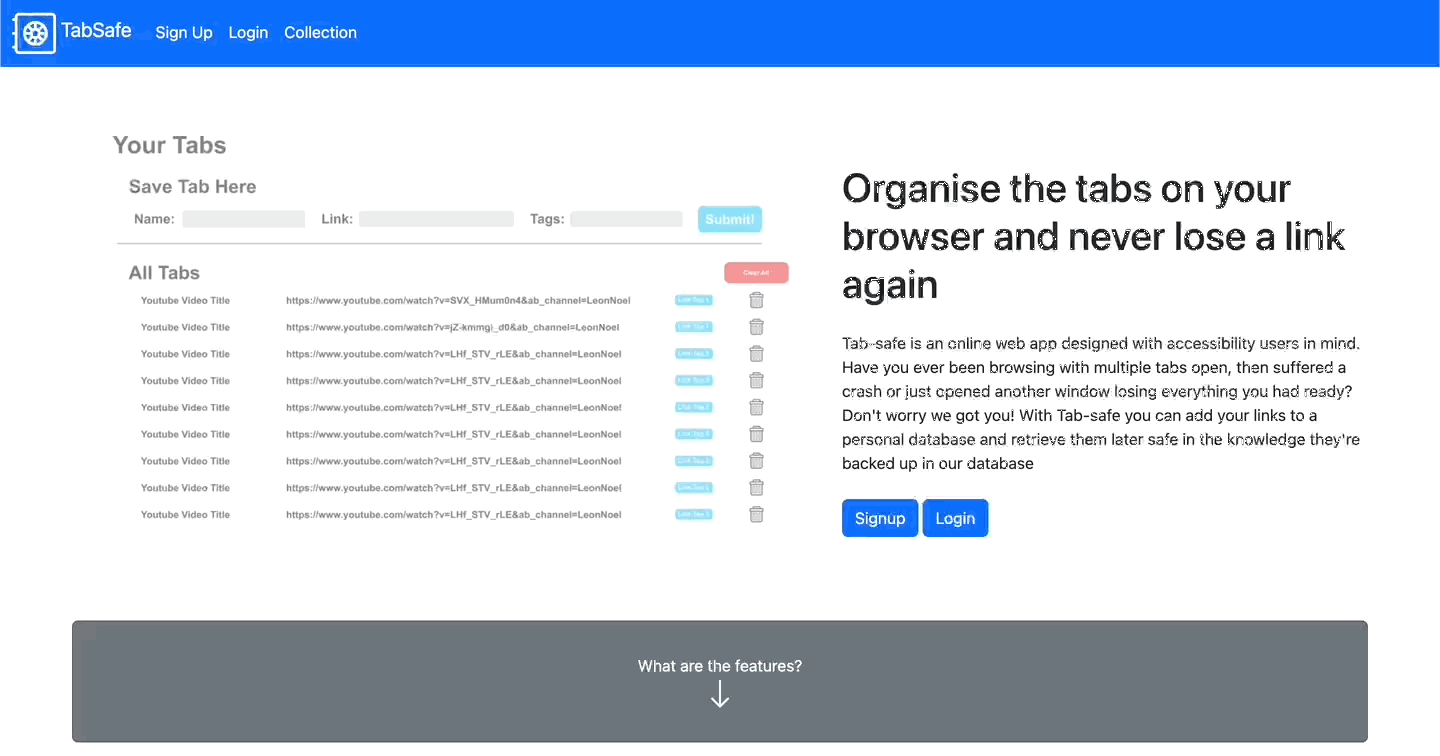 TabSafe Sign Up Login Collection
Your Tabs
Save Tab Here
Name: Link: Tags: Submit!
All Tabs
Clear All
Youtube Video Title https://www.youtube.com/watch?v=SVX_HMum0n4&ab_channel=LeonNoel
Youtube Video Title https://www.youtube.com/watch?v=jZ-kmmgi_d0&ab_channel=LeonNoel
Youtube Video Title https://www.youtube.com/watch?v=LHf_STV_rLE&ab_channel=LeonNoel
Youtube Video Title https://www.youtube.com/watch?v=LHf_STV_rLE&ab_channel=LeonNoel
Youtube Video Title https://www.youtube.com/watch?v=LHf_STV_rLE&ab_channel=LeonNoel
Youtube Video Title https://www.youtube.com/watch?v=LHf_STV_rLE&ab_channel=LeonNoel
Youtube Video Title https://www.youtube.com/watch?v=LHf_STV_rLE&ab_channel=LeonNoel
Youtube Video Title https://www.youtube.com/watch?v=LHf_STV_rLE&ab_channel=LeonNoel
Youtube Video Title https://www.youtube.com/watch?v=LHf_STV_rLE&ab_channel=LeonNoel
Organise the tabs on your
browser and never lose a link
again
Tab-safe is an online web app designed with accessibility users in mind.
Have you ever been browsing with multiple tabs open, then suffered a
crash or just opened another window losing everything you had ready?
Don't worry we got you! With Tab-safe you can add your links to a
personal database and retrieve them later safe in the knowledge they're
backed up in our database
Signup Login
What are the features?